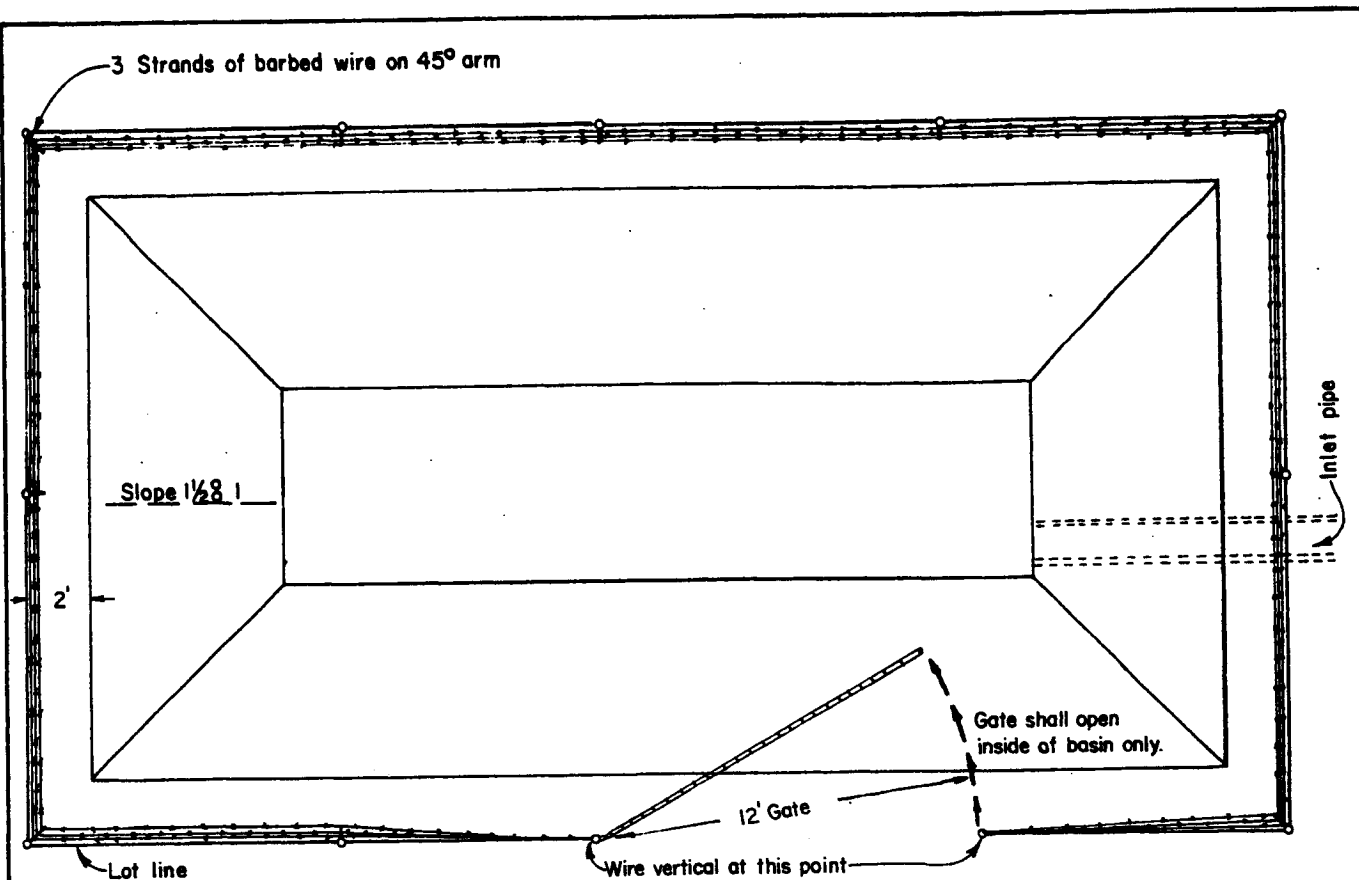 3 Strands of barbed wire on 45° arm
Inlet pipe
Slope 1½ 1
2'
Gate shall open
inside of basin only.
12' Gate
Wire vertical at this point
Lot line